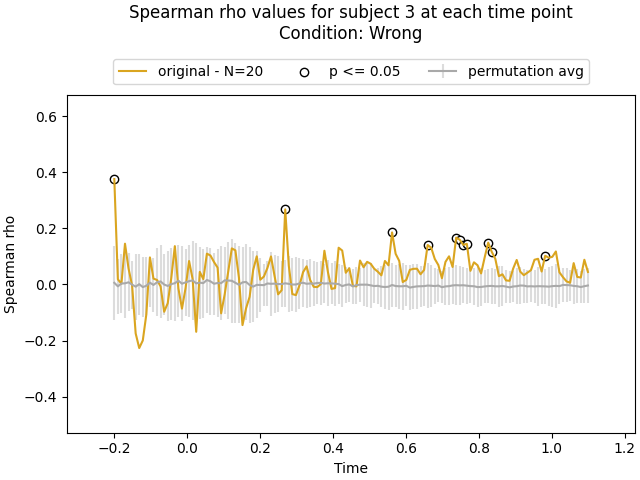 Spearman rho values for subject 3 at each time point
Condition: Wrong
original - N=20
p <= 0.05
permutation avg
0.6
0.4
0.2
0.0
−0.2
−0.4
Spearman rho
−0.2
0.0
0.2
0.4
0.6
0.8
1.0
1.2
Time